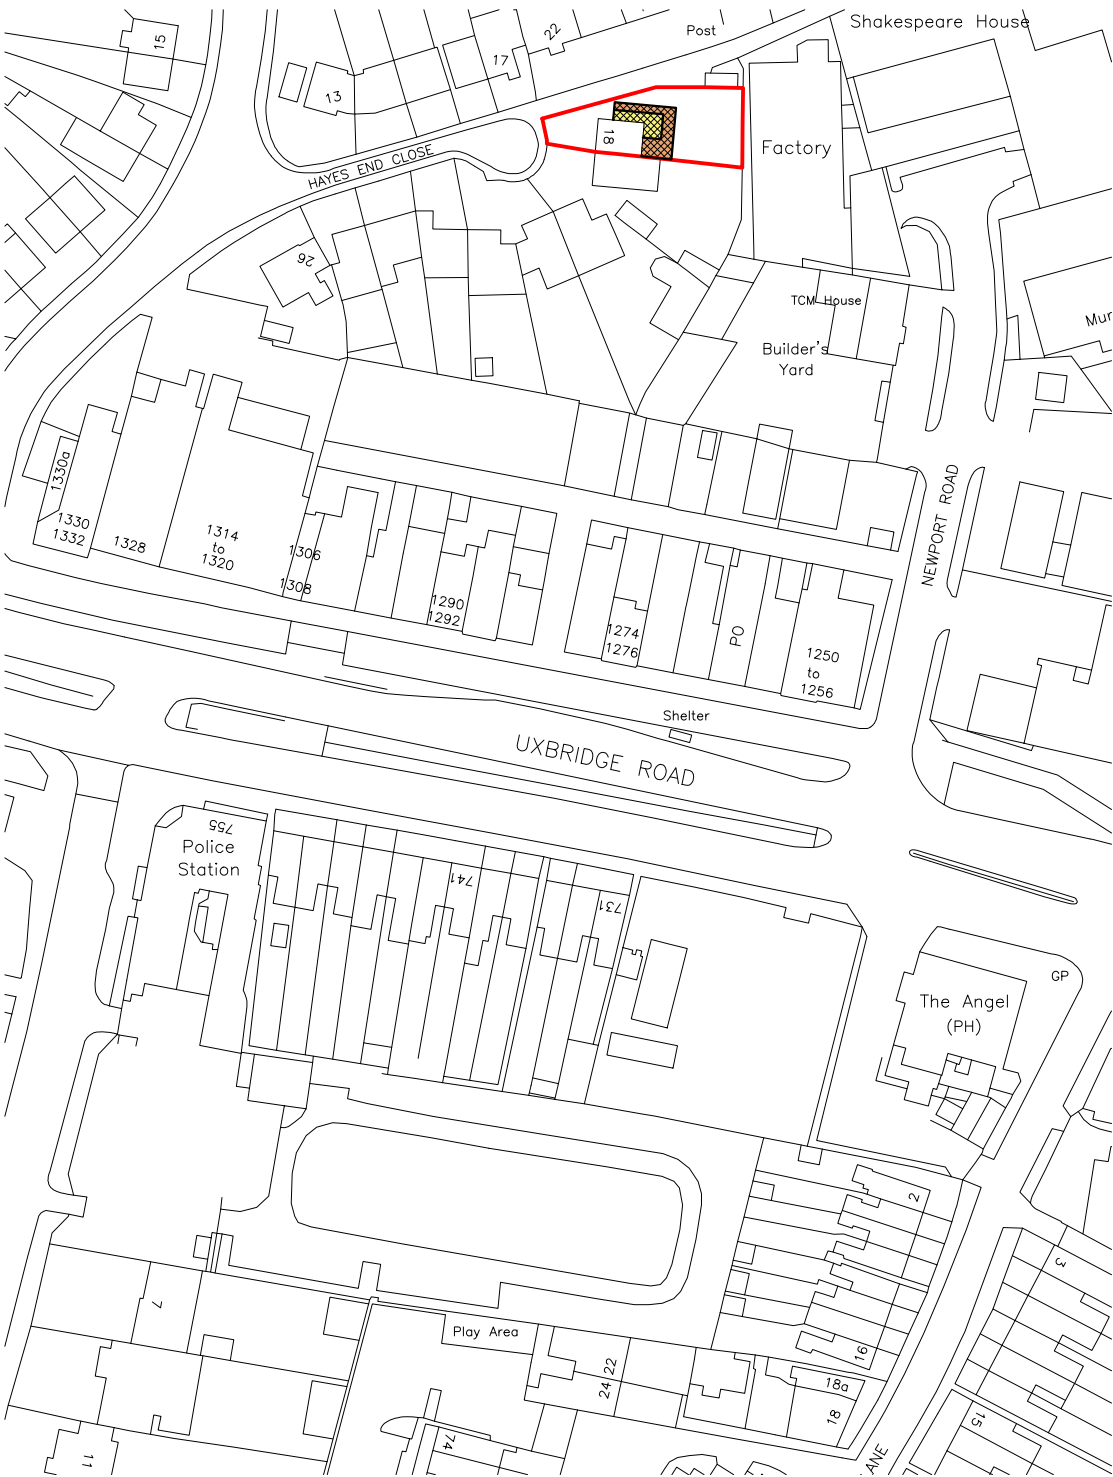 Shakespeare House
15
22
Post
17
13
18
Factory
HAYES END CLOSE
26
TCM House
Builder's
Yard
Mur
1330a
1330
1332
1328
1314
to
1320
1306
1308
1290
1292
1274
1276
PO
1250
to
1256
NEWPORT ROAD
Shelter
UXBRIDGE ROAD
755
Police
Station
741
731
GP
The Angel
(PH)
2
3
7
Play Area
22
24
16
18a
18
15
11
74
ANE